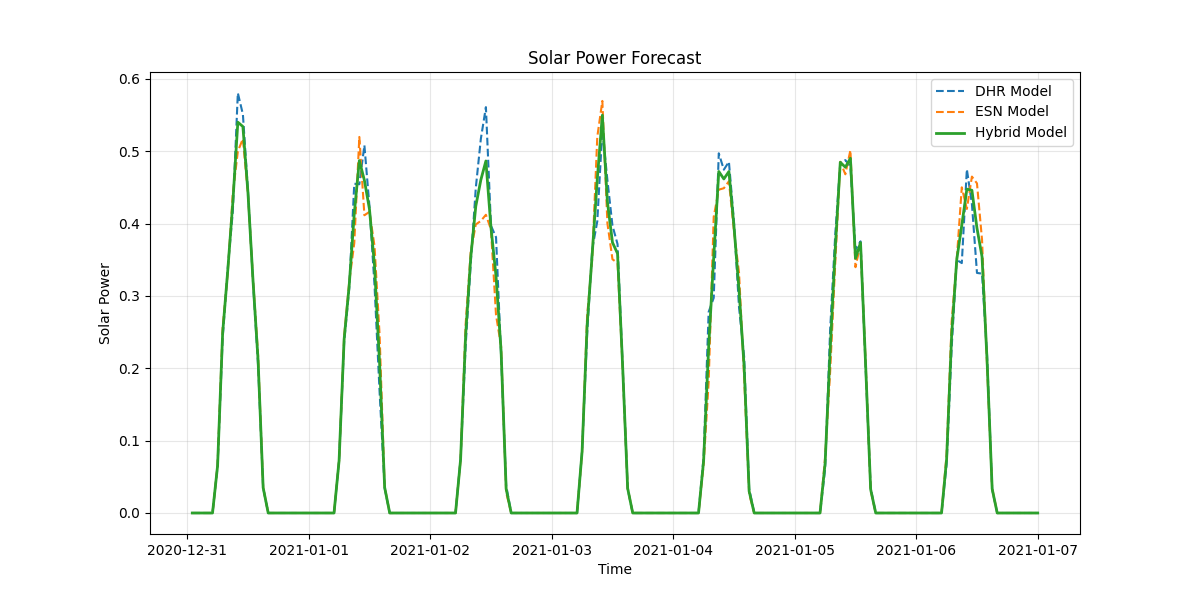 Solar Power Forecast
DHR Model
ESN Model
Hybrid Model
Solar Power
0.6
0.5
0.4
0.3
0.2
0.1
0.0
2020-12-31 2021-01-01 2021-01-02 2021-01-03 2021-01-04 2021-01-05 2021-01-06 2021-01-07
Time